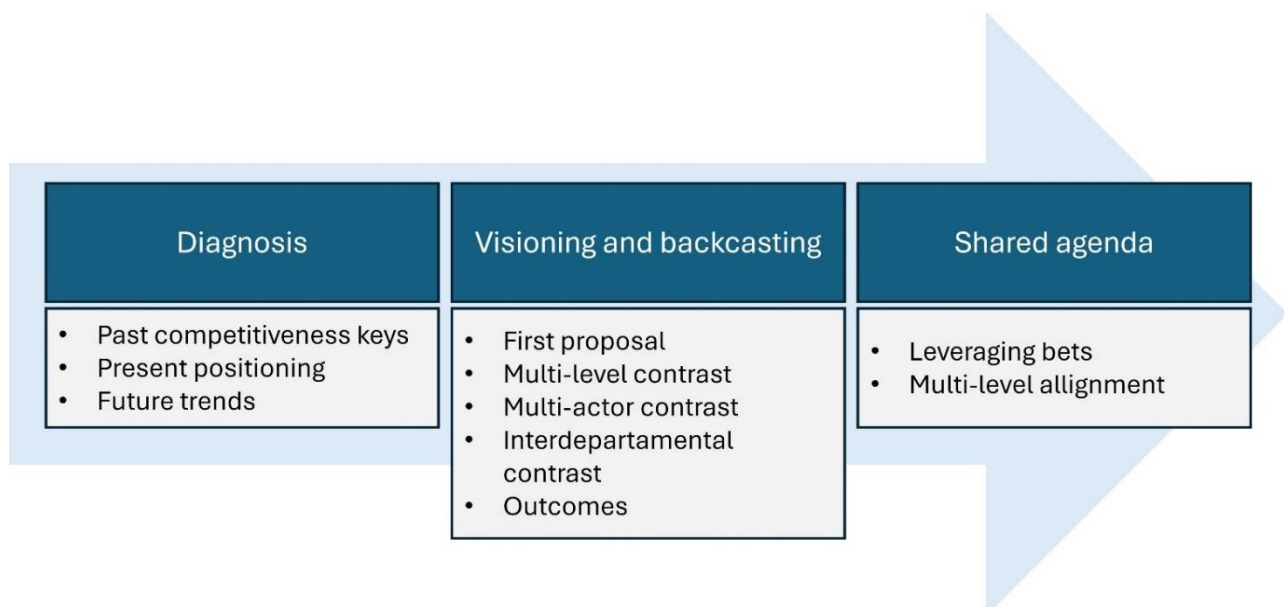 Diagnosis
• Past competitiveness keys
• Present positioning
• Future trends
Visioning and backcasting
• First proposal
• Multi-level contrast
• Multi-actor contrast
• Interdepartamental
contrast
• Outcomes
Shared agenda
• Leveraging bets
• Multi-level allignment